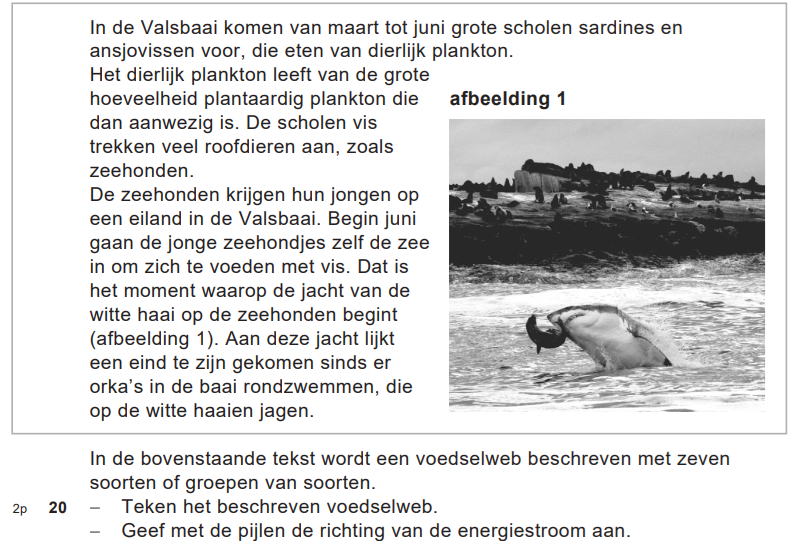 In de Valsbaai komen van maart tot juni grote scholen sardines en
ansjovissen voor, die eten van dierlijk plankton.
Het dierlijk plankton leeft van de grote
hoeveelheid plantaardig plankton die
dan aanwezig is. De scholen vis
trekken veel roofdieren aan, zoals
zeehonden.
De zeehonden krijgen hun jongen op
een eiland in de Valsbaai. Begin juni
gaan de jonge zeehondjes zelf de zee
in om zich te voeden met vis. Dat is
het moment waarop de jacht van de
witte haai op de zeehonden begint
(afbeelding 1). Aan deze jacht lijkt
een eind te zijn gekomen sinds er
orka's in de baai rondzwemmen, die
op de witte haaien jagen.
afbeelding 1
In de bovenstaande tekst wordt een voedselweb beschreven met zeven
soorten of groepen van soorten.
2p 20 – Teken het beschreven voedselweb.
– Geef met de pijlen de richting van de energiestroom aan.